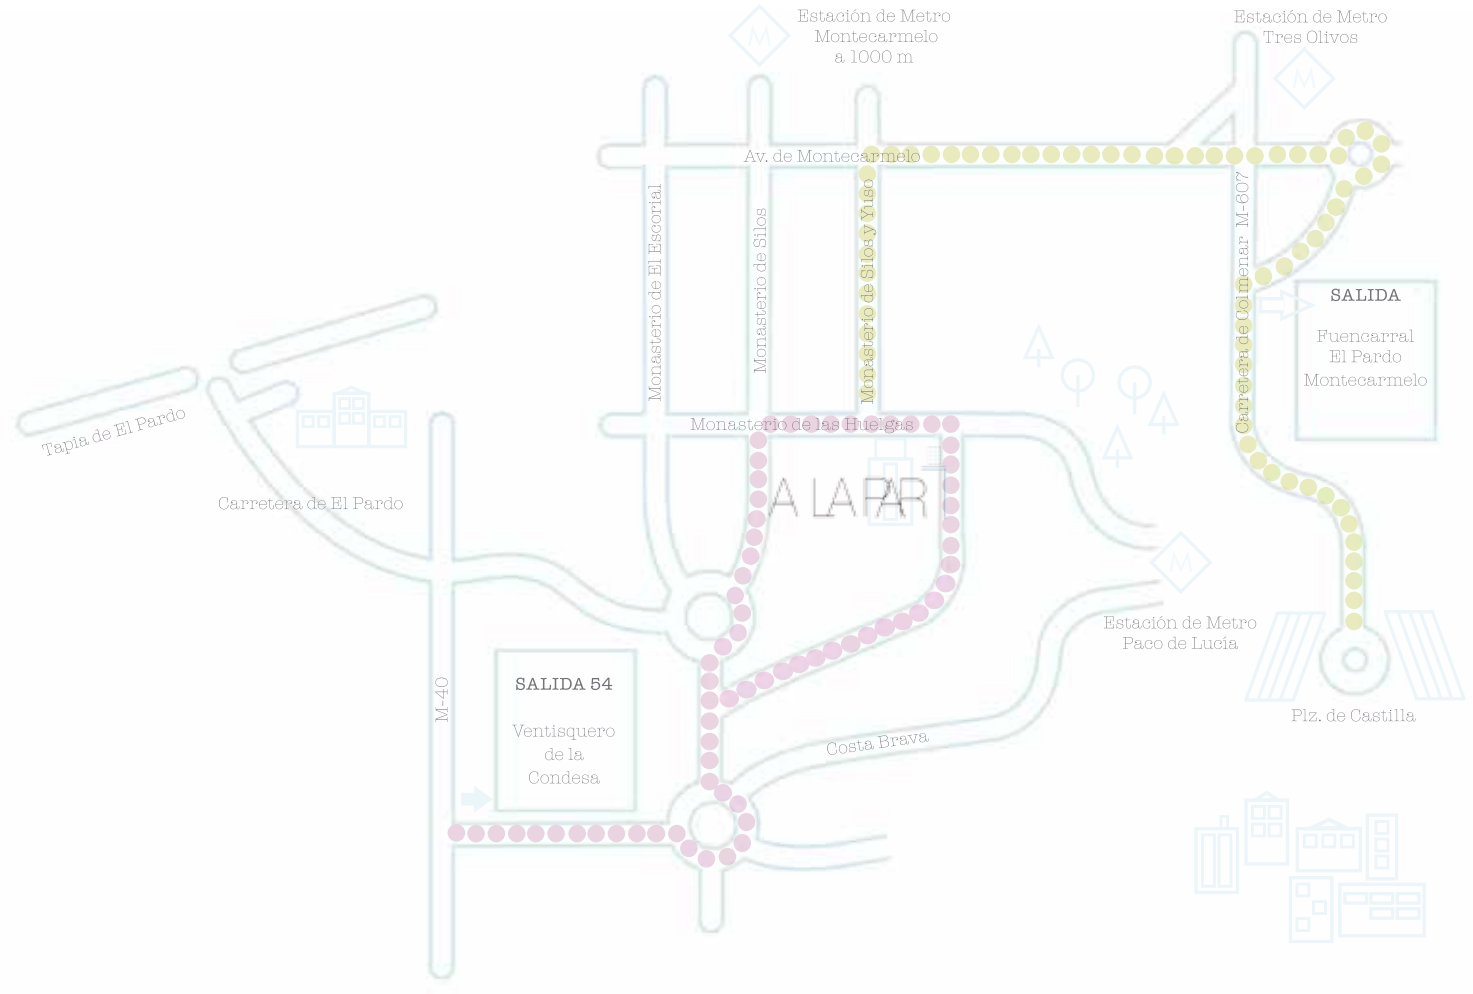 Estación de Metro
Montecarmelo
a 1000 m
Estación de Metro
Tres Olivos
M
M
Av. de Montecarmelo
Monasterio de El Escorial
Monasterio de Silos
Monasterio de Silos y Yuso
Carretera de Colmenar M-607
SALIDA
Fuencarral
El Pardo
Montecarmelo
Tapia de El Pardo
Monasterio de las Huelgas
Carretera de El Pardo
A LA PAR
M
Estación de Metro
Paco de Lucía
M-40
SALIDA 54
Ventisquero
de la
Condesa
Costa Brava
Plz. de Castilla